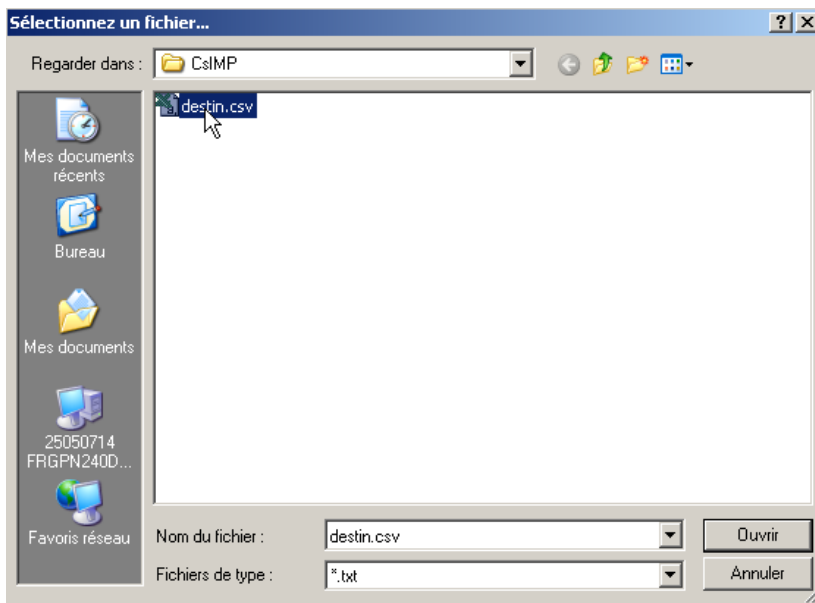 Sélectionnez un fichier...
Regarder dans :
CsIMP
destin.csv
Mes documents
récents
Bureau
Mes documents
25050714
FRGPN240D...
Favoris réseau
Nom du fichier :
destin.csv
Ouvrir
Fichiers de type :
*.txt
Annuler